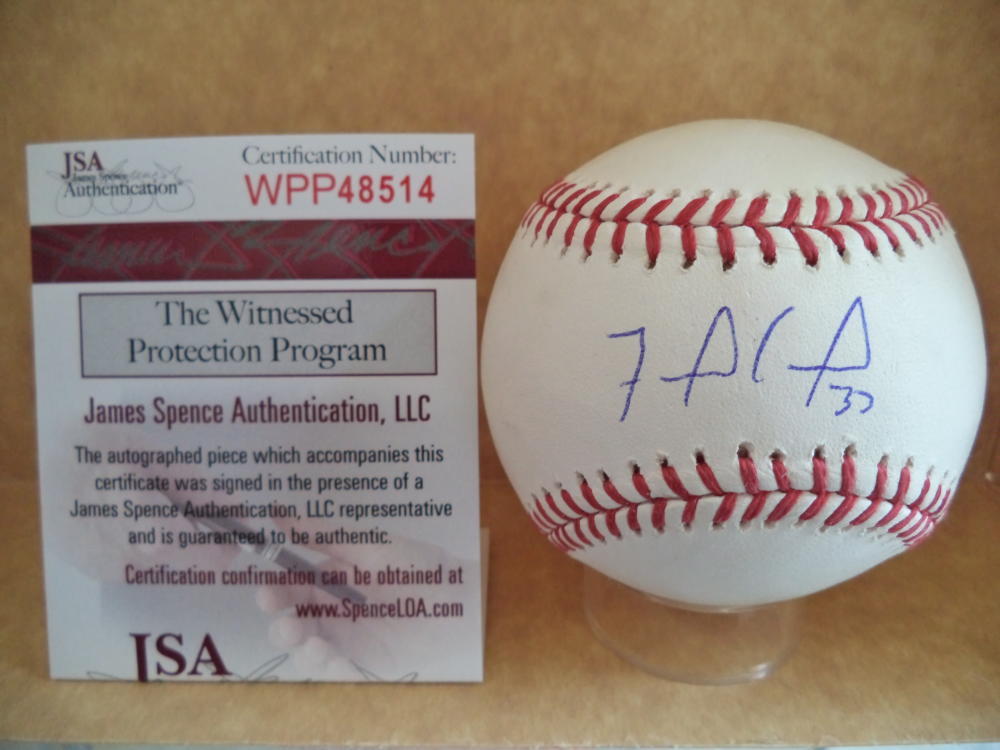 JSA
James Spence
Authentication
Certification Number:
WPP48514
The Witnessed
Protection Program
James Spence Authentication, LLC
The autographed piece which accompanies this
certificate was signed in the presence of a
James Spence Authentication, LLC representative
and is guaranteed to be authentic.
Certification confirmation can be obtained at
www.SpenceLOA.com
JSA